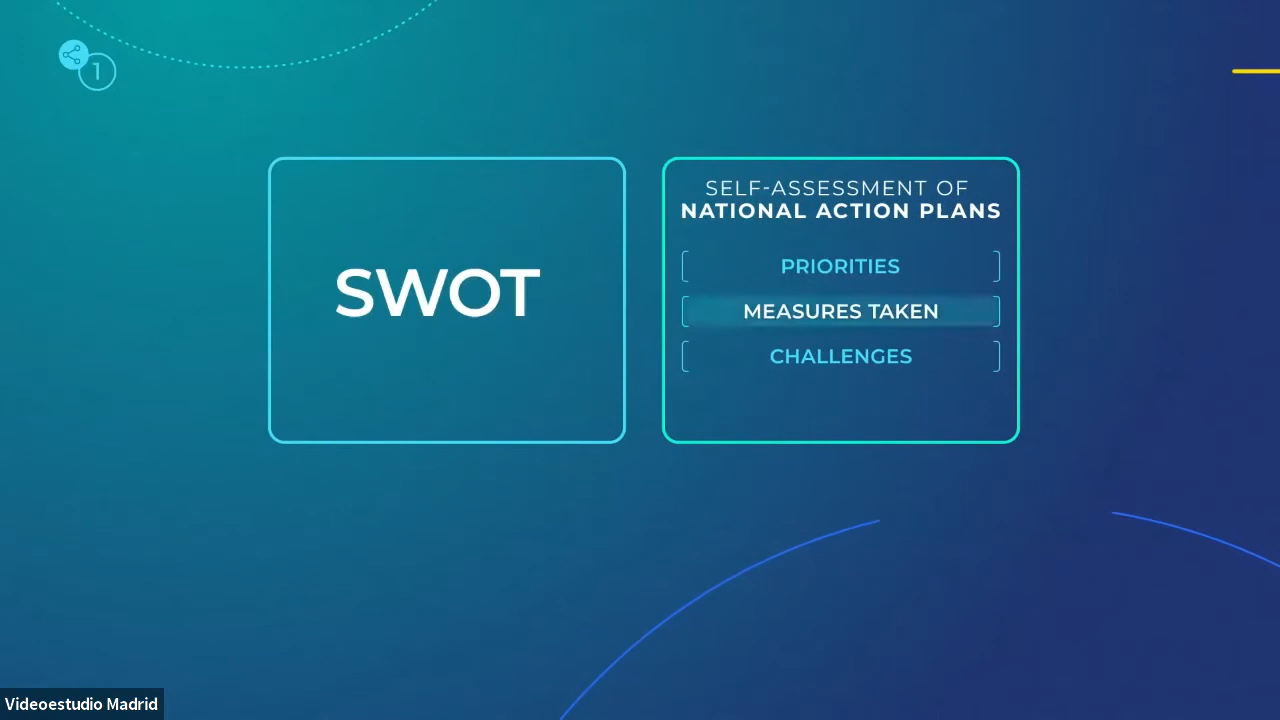 1
SWOT
SELF-ASSESSMENT OF
NATIONAL ACTION PLANS
PRIORITIES
MEASURES TAKEN
CHALLENGES
Videoestudio Madrid